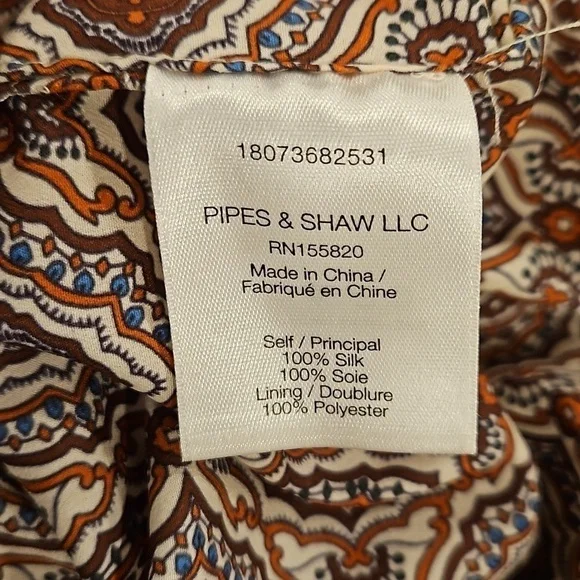 18073682531
PIPES & SHAW LLC
RN155820
Made in China /
Fabriqué en Chine
Self / Principal
100% Silk
100% Soie
Lining / Doublure
100% Polyester